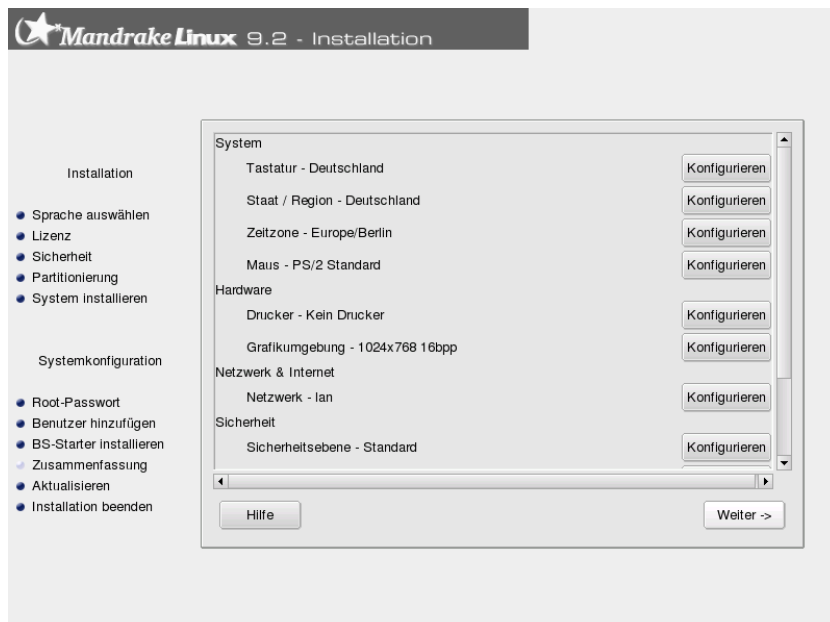 MandrakeLinux 9.2 - Installation
Installation
Sprache auswählen
Lizenz
Sicherheit
Partitionierung
System installieren
Systemkonfiguration
Root-Passwort
Benutzer hinzufügen
BS-Starter installieren
Zusammenfassung
Aktualisieren
Installation beenden
System
Tastatur - Deutschland Konfigurieren
Staat / Region - Deutschland Konfigurieren
Zeitzone - Europe/Berlin Konfigurieren
Maus - PS/2 Standard Konfigurieren
Hardware
Drucker - Kein Drucker Konfigurieren
Grafikumgebung - 1024x768 16bpp Konfigurieren
Netzwerk & Internet
Netzwerk - lan Konfigurieren
Sicherheit
Sicherheitsebene - Standard Konfigurieren
Hilfe Weiter ->